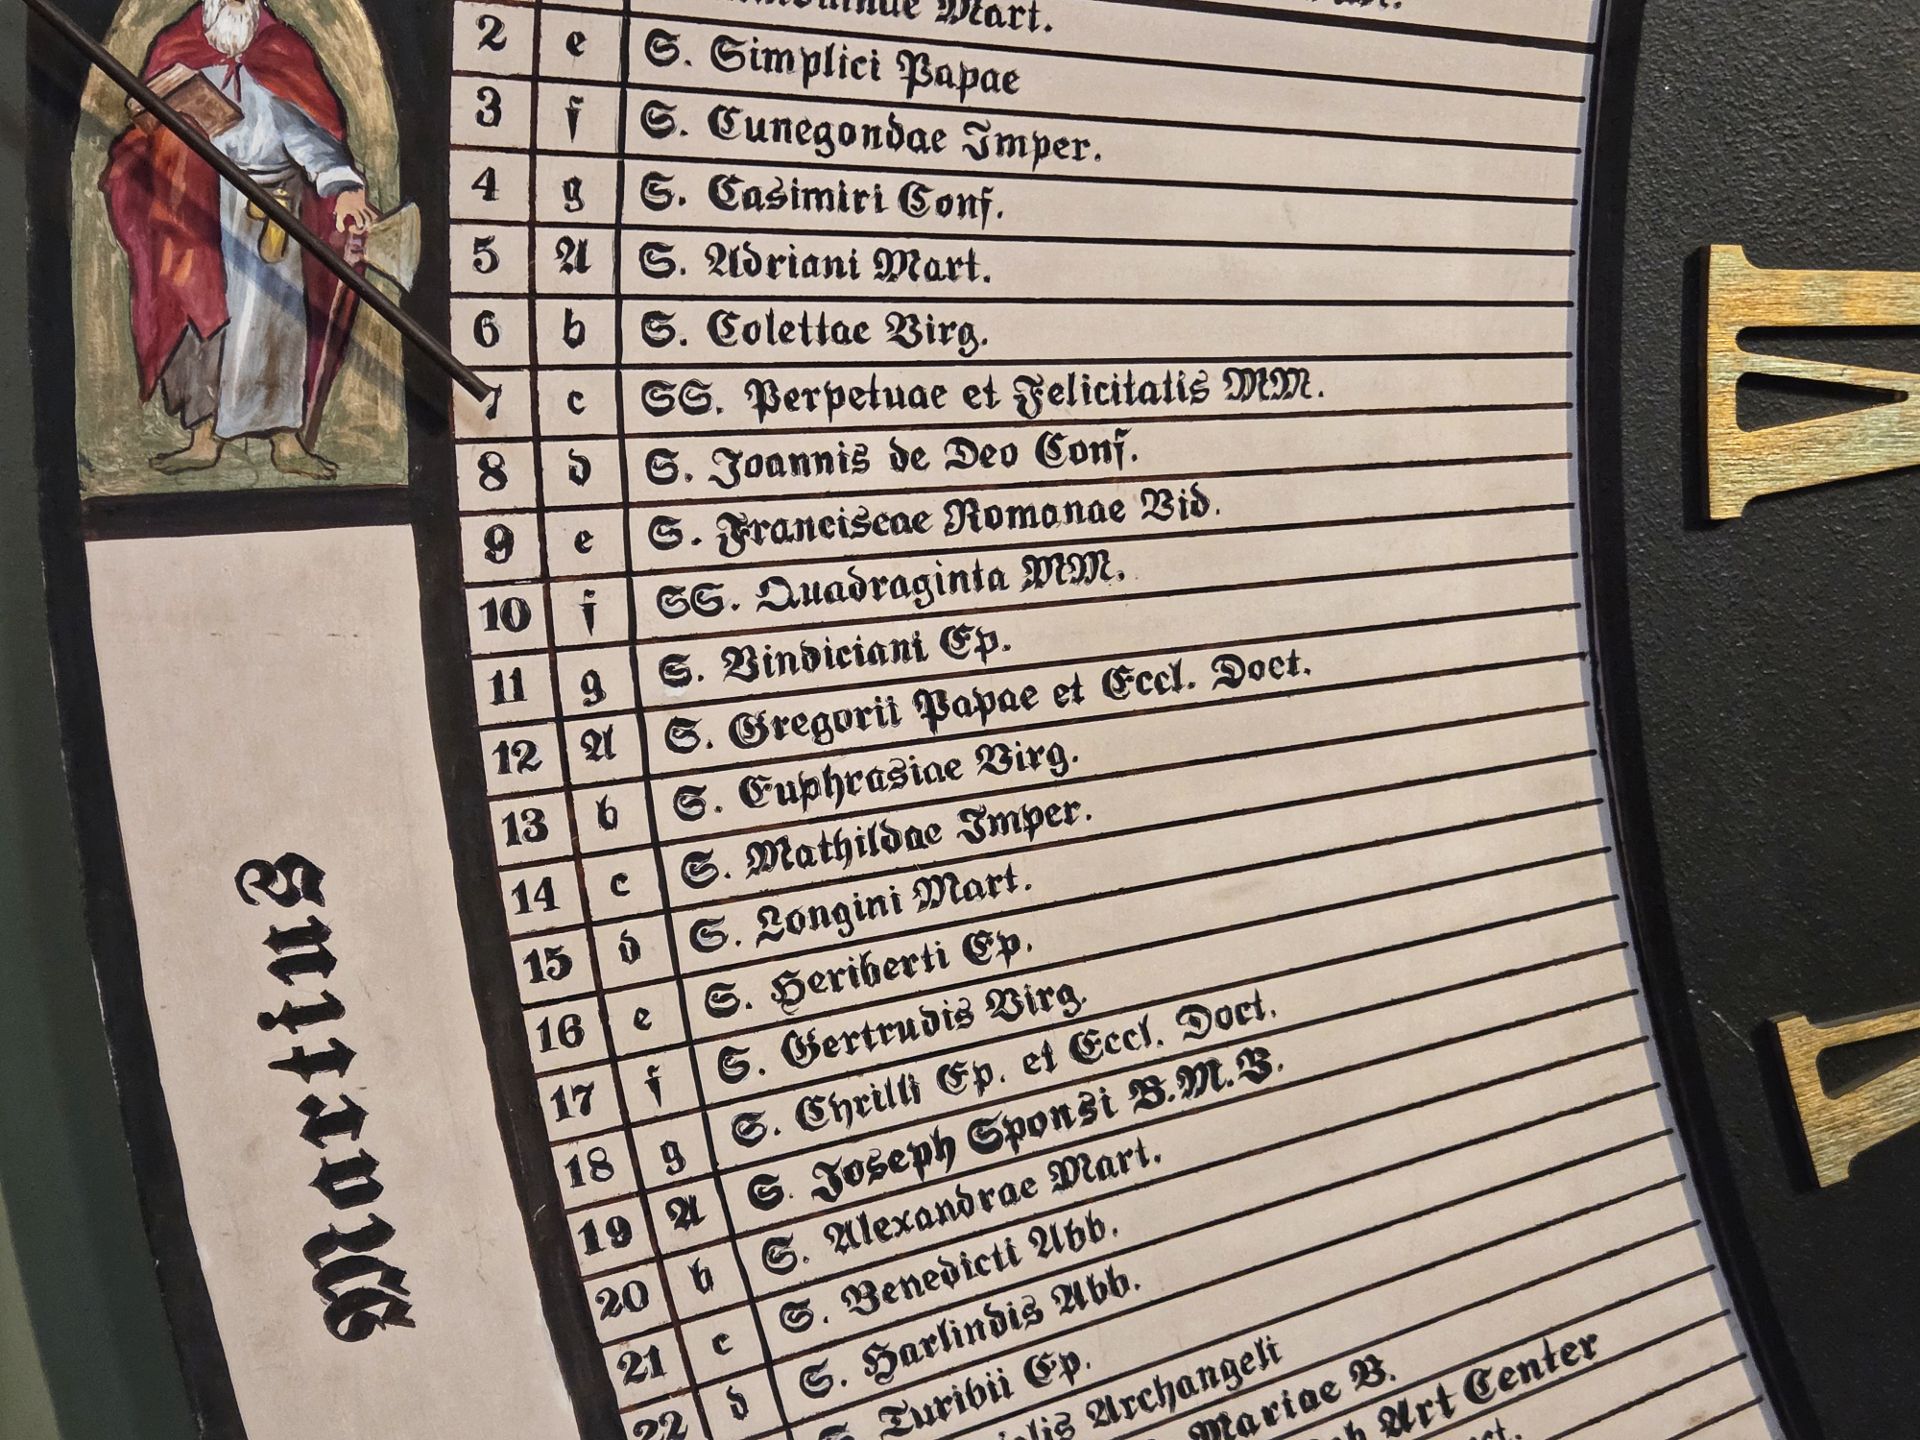 Mart.
2 e S. Simplici Papae
3 f S. Cunegondae Imper.
4 g S. Casimiri Conf.
5 A S. Adriani Mart.
6 b S. Colettae Virg.
7 c SS. Perpetuae et Felicitatis MM.
8 d S. Joannis de Deo Conf.
9 e S. Franciscae Romanae Vid.
10 f SS. Quadraginta MM.
11 g S. Vindiciani Ep.
12 A S. Gregorii Papae et Eccl. Doct.
13 b S. Euphrasiae Virg.
14 c S. Mathildae Imper.
15 d S. Longini Mart.
16 e S. Heriberti Ep.
17 f S. Gertrudis Virg.
18 g S. Chrilli Ep. et Eccl. Doct.
19 A S. Joseph Sponsi B.M.V.
20 b S. Alexandrae Mart.
21 c S. Benedicti Abb.
22 d S. Harlindis Abb.
S. Turibii Ep.
Archangeli
Mariae V.
Art Center
Martius